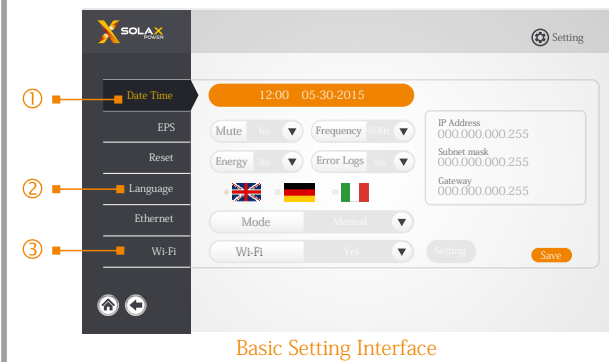 SOLAX
POWER
Setting
① Date Time
12:00 05-30-2015
EPS
Mute No Frequency 60Hz
IP Address
000.000.000.255
Reset
Energy No Error Logs No
Subnet mask
000.000.000.255
② Language
Gateway
000.000.000.255
Ethernet
Mode Manual
③ Wi-Fi
Wi-Fi Yes Setting Save
Basic Setting Interface